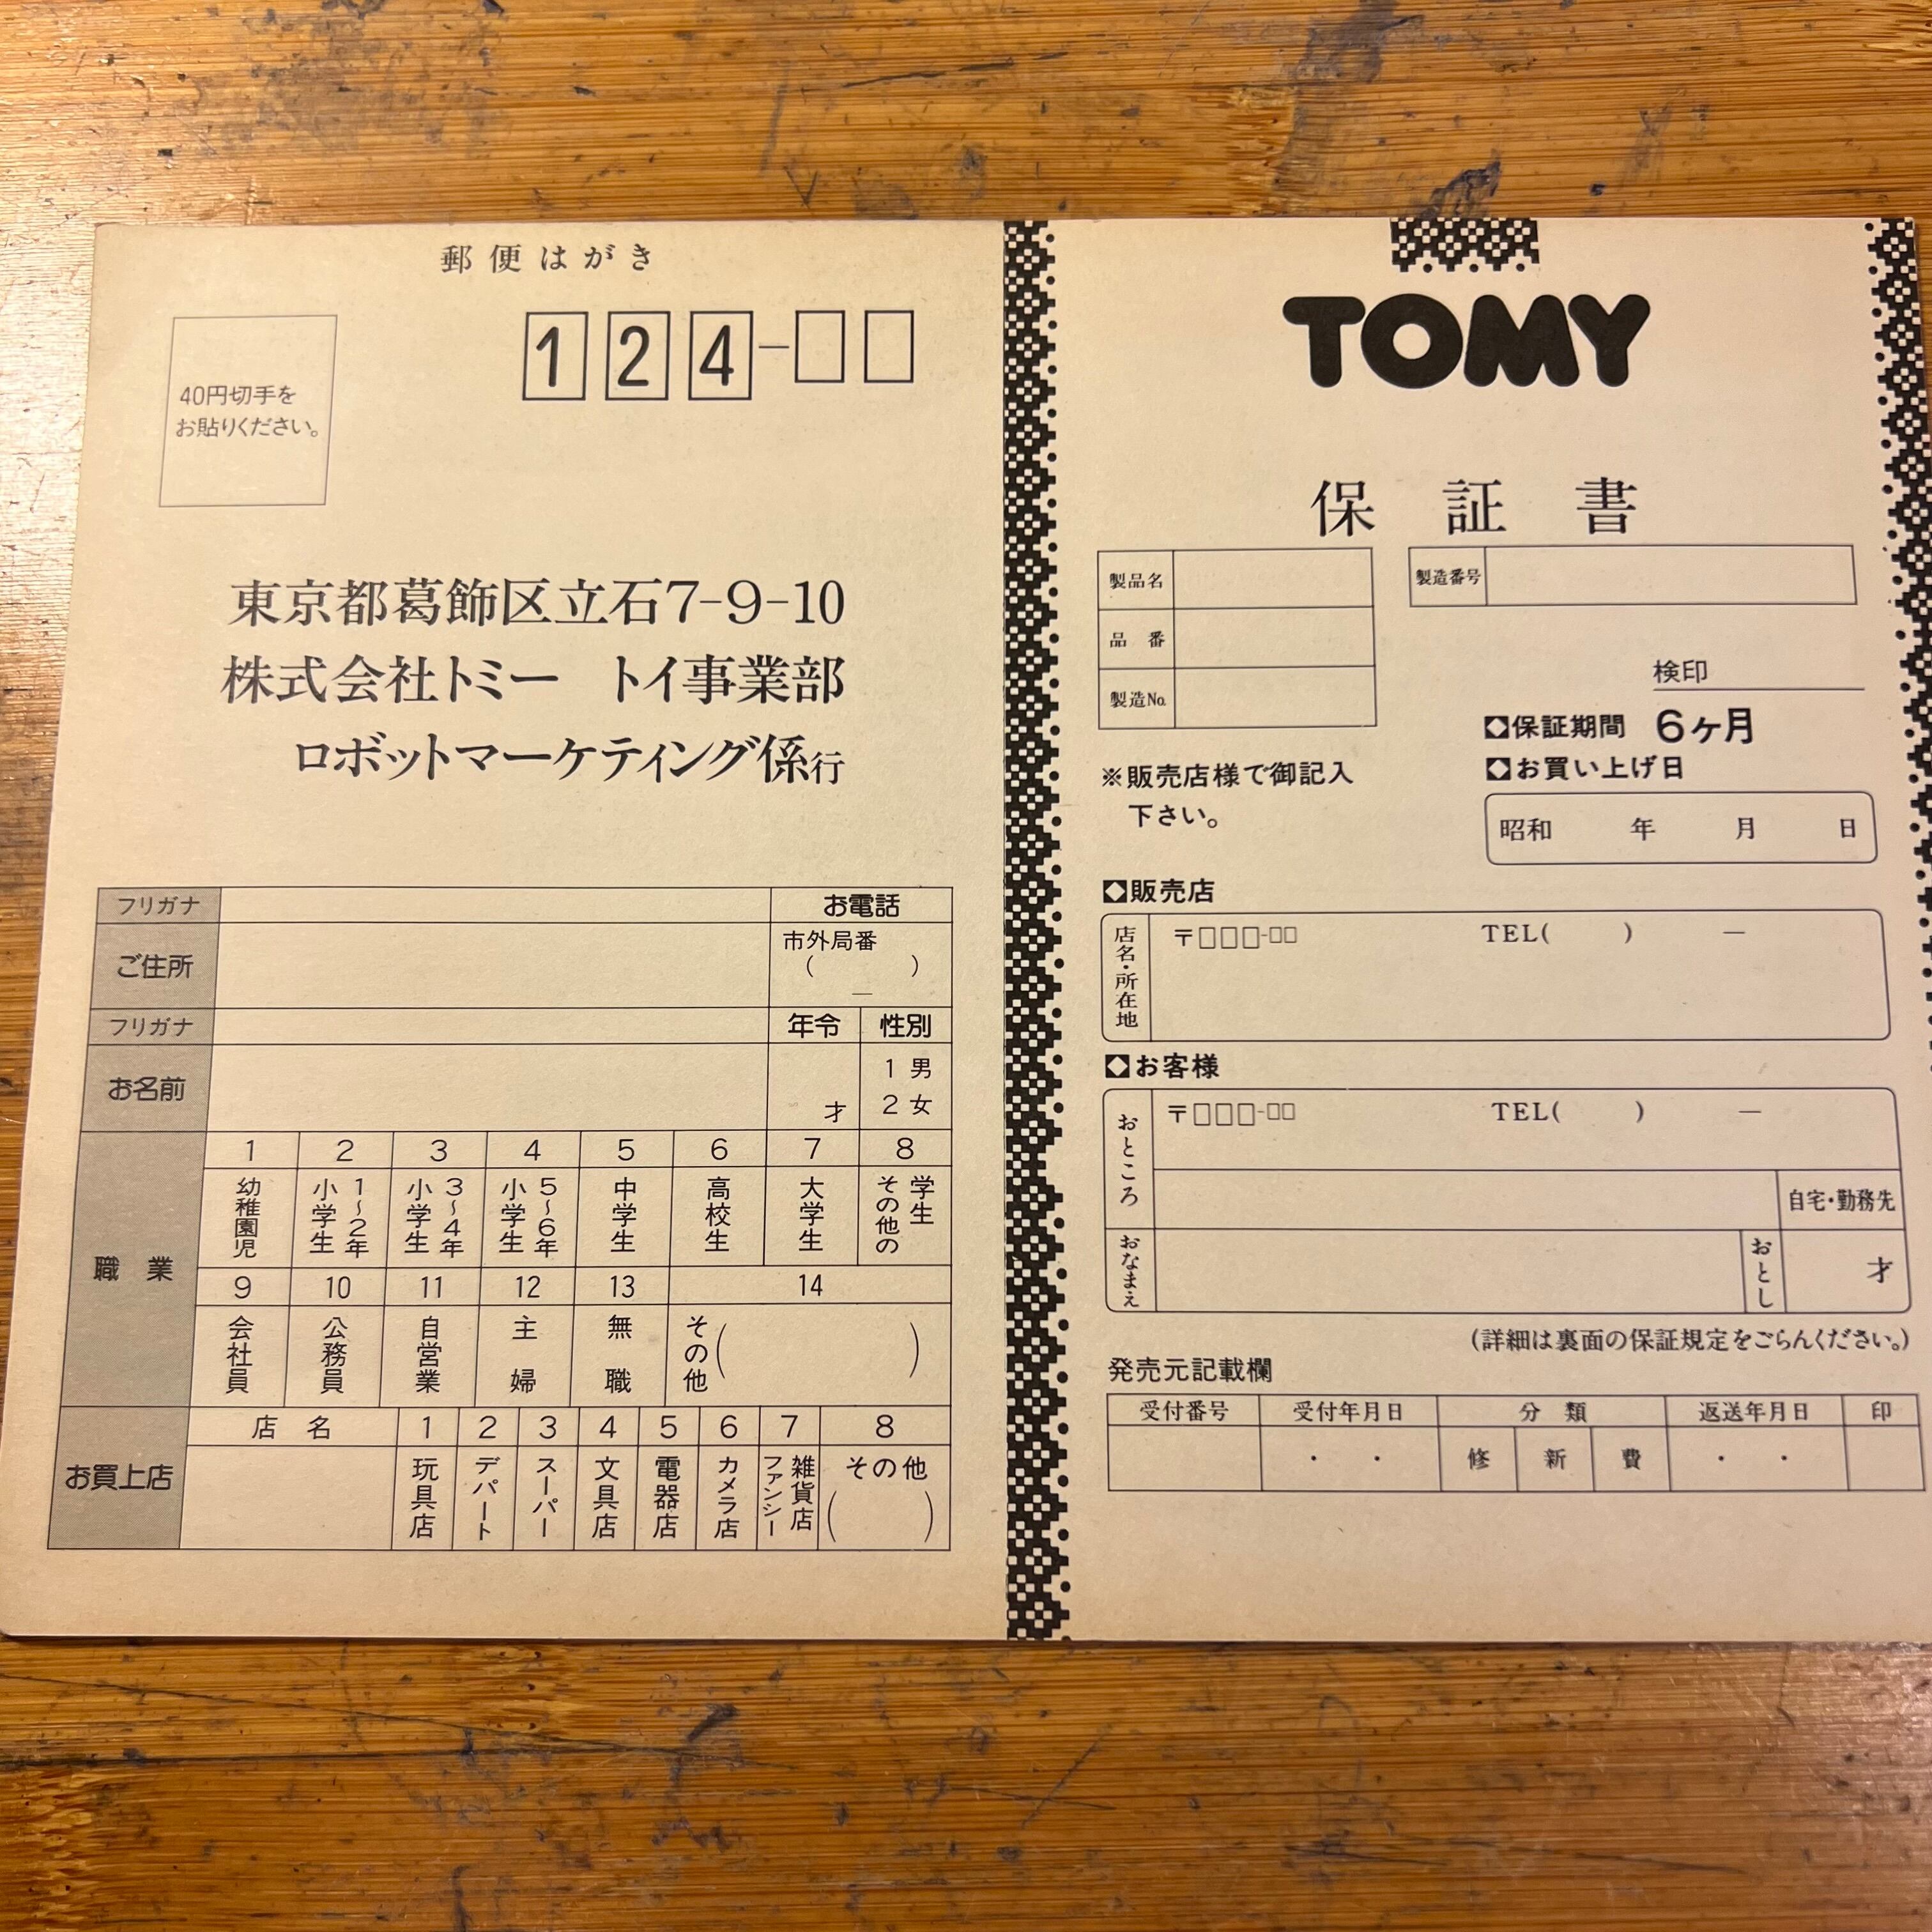 郵便はがき
124-□□
40円切手を
お貼りください。
東京都葛飾区立石7-9-10
株式会社トミー トイ事業部
ロボットマーケティング係行
フリガナ お電話
ご住所 市外局番
( )
—
フリガナ 年令 性別
お名前 才 1 男
2 女
職業
1 2 3 4 5 6 7 8
幼稚園児 小学生1〜2年 小学生3〜4年 小学生5〜6年 中学生 高校生 大学生 学生その他の
9 10 11 12 13 14
会社員 公務員 自営業 主婦 無職 その他( )
お買上店
店名 1 2 3 4 5 6 7 8
玩具店 デパート スーパー 文具店 電器店 カメラ店 雑貨店ファンシー その他
( )
TOMY
保証書
製品名
品番
製造No.
製造番号
検印
◆保証期間 6ヶ月
◆お買い上げ日
昭和 年 月 日
※販売店様で御記入
下さい。
◆販売店
店名・所在地 〒□□□-□□ TEL( ) —
◆お客様
おところ 〒□□□-□□ TEL( ) —
自宅・勤務先
おなまえ おとし 才
(詳細は裏面の保証規定をごらんください。)
発売元記載欄
受付番号 受付年月日 分類 返送年月日 印
・ ・ 修 新 費 ・ ・